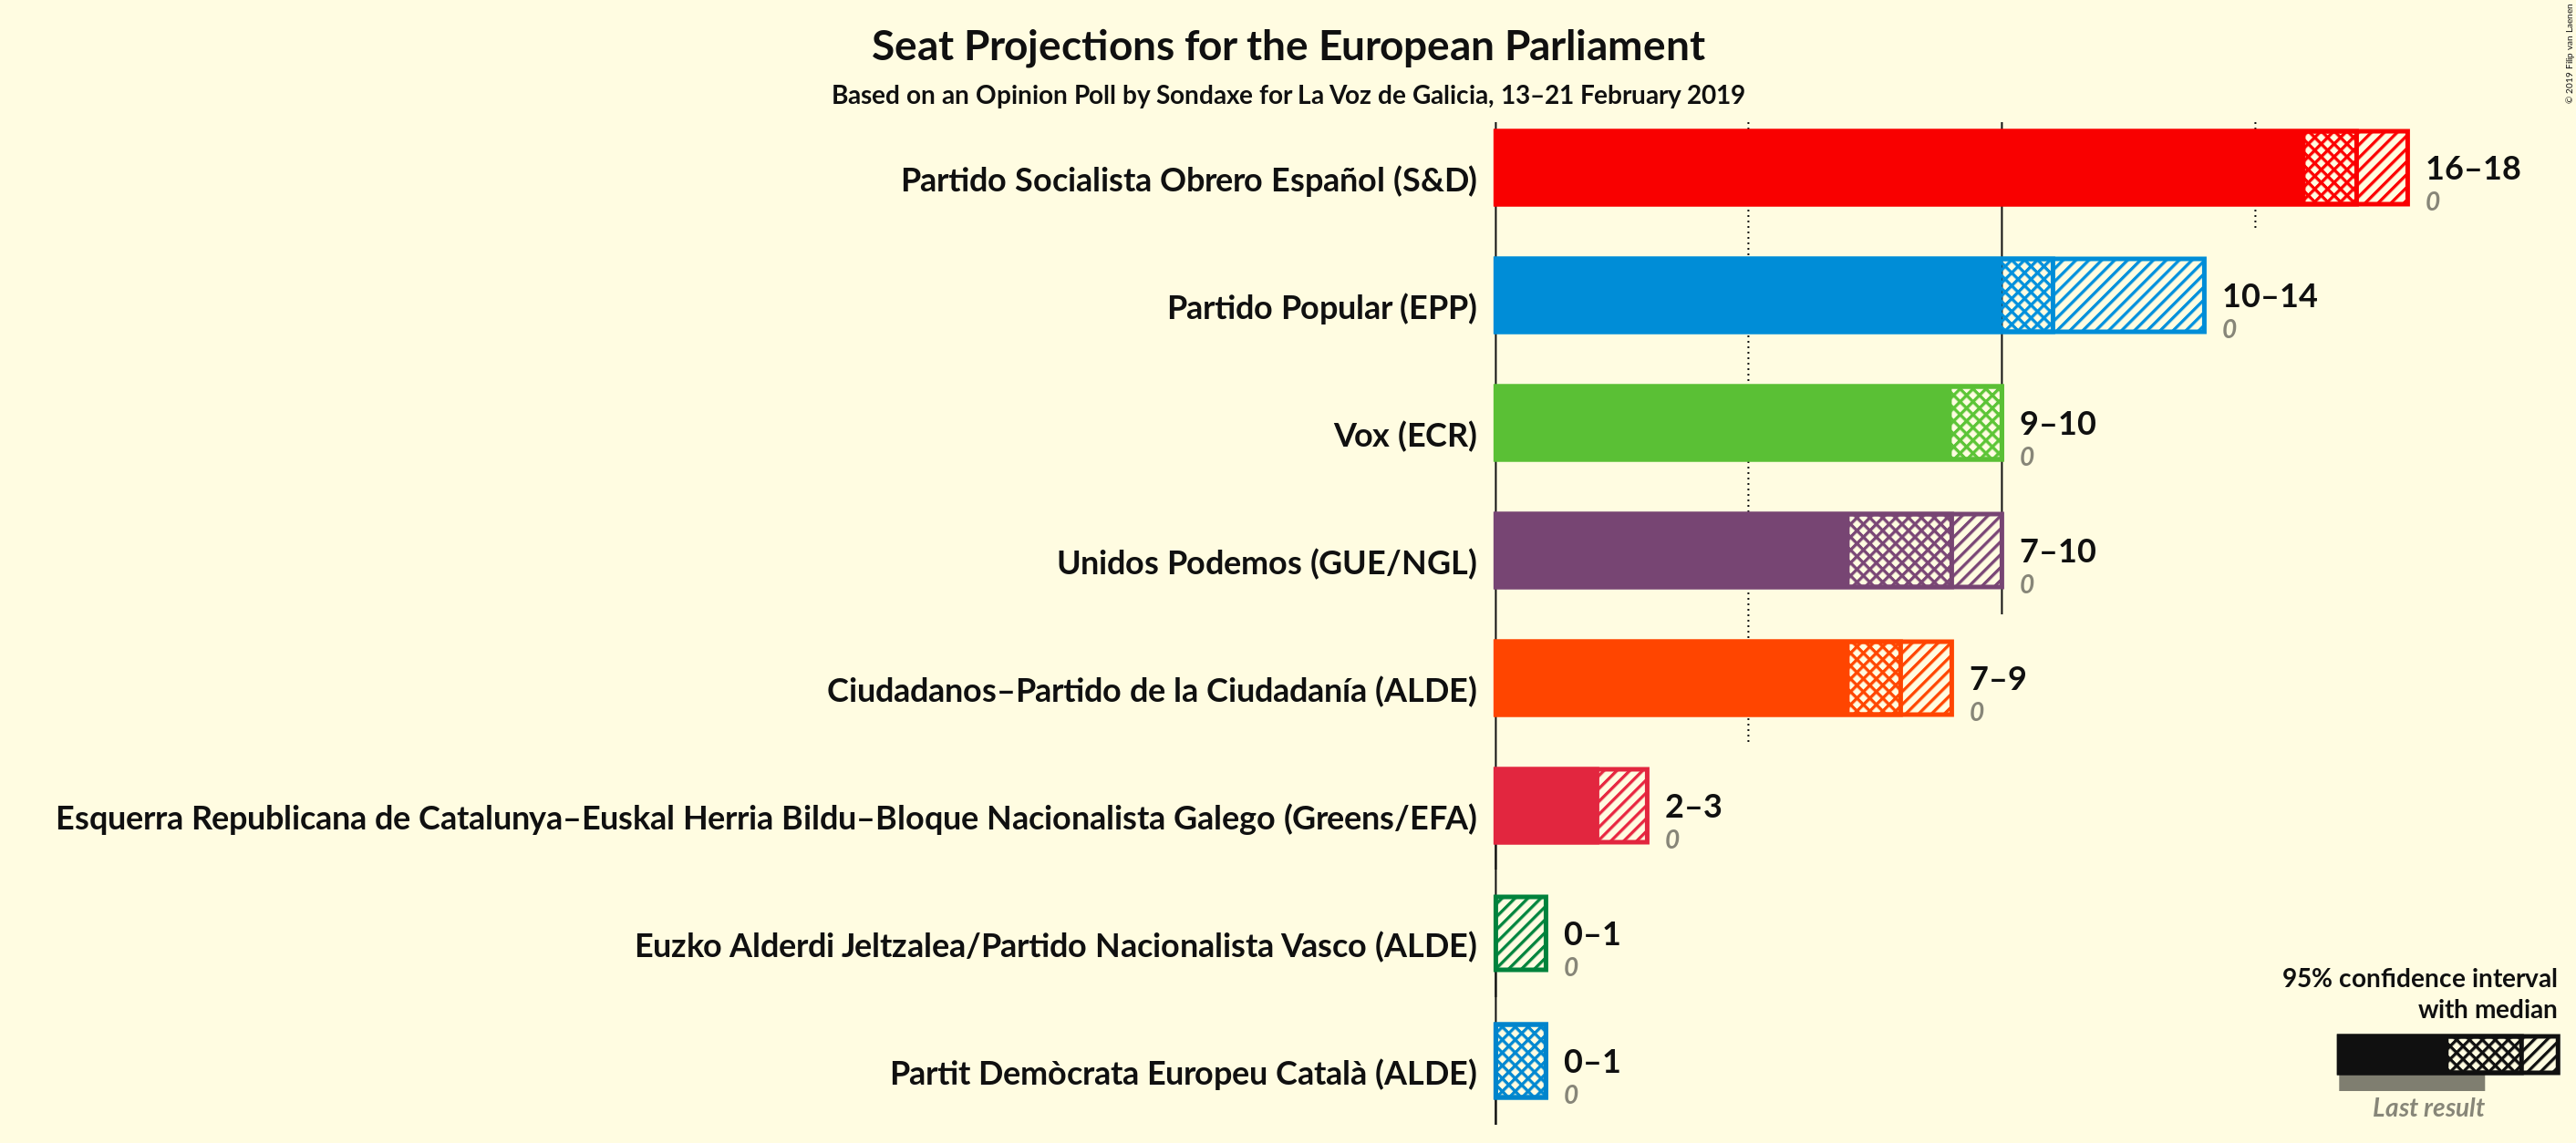 Seat Projections for the European Parliament
Based on an Opinion Poll by Sondaxe for La Voz de Galicia, 13–21 February 2019
© 2019 Filip van Laenen
Partido Socialista Obrero Español (S&D)
16–18
0
Partido Popular (EPP)
10–14
0
Vox (ECR)
9–10
0
Unidos Podemos (GUE/NGL)
7–10
0
Ciudadanos–Partido de la Ciudadanía (ALDE)
7–9
0
Esquerra Republicana de Catalunya–Euskal Herria Bildu–Bloque Nacionalista Galego (Greens/EFA)
2–3
0
Euzko Alderdi Jeltzalea/Partido Nacionalista Vasco (ALDE)
0–1
0
Partit Demòcrata Europeu Català (ALDE)
0–1
0
95% confidence interval
with median
Last result